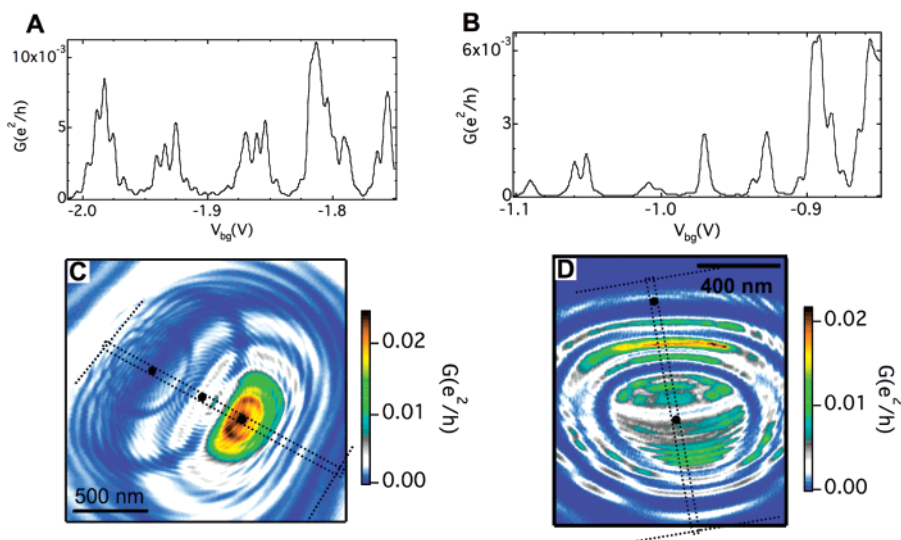 A
10x10⁻³
5
0
G(e²/h)
-2.0
-1.9
-1.8
V_bg(V)
B
6x10⁻³
3
0
G(e²/h)
-1.1
-1.0
-0.9
V_bg(V)
C
500 nm
0.02
0.01
0.00
G(e²/h)
D
400 nm
0.02
0.01
0.00
G(e²/h)